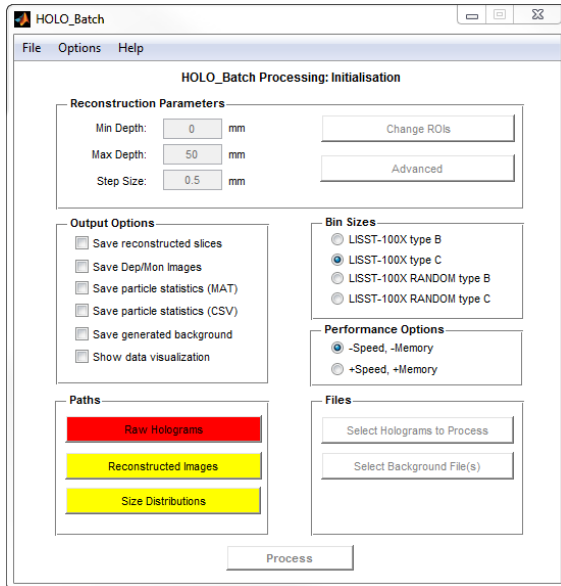 HOLO_Batch
File Options Help
HOLO_Batch Processing: Initialisation
Reconstruction Parameters
Min Depth: 0 mm
Max Depth: 50 mm
Step Size: 0.5 mm
Change ROIs
Advanced
Output Options
Save reconstructed slices
Save Dep/Mon Images
Save particle statistics (MAT)
Save particle statistics (CSV)
Save generated background
Show data visualization
Bin Sizes
LISST-100X type B
LISST-100X type C
LISST-100X RANDOM type B
LISST-100X RANDOM type C
Performance Options
-Speed, -Memory
+Speed, +Memory
Paths
Raw Holograms
Reconstructed Images
Size Distributions
Files
Select Holograms to Process
Select Background File(s)
Process